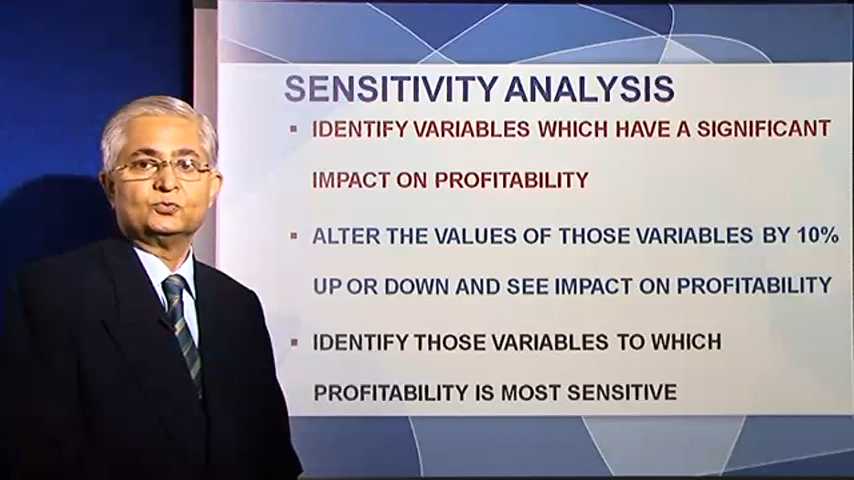 SENSITIVITY ANALYSIS
▪ IDENTIFY VARIABLES WHICH HAVE A SIGNIFICANT
IMPACT ON PROFITABILITY
▪ ALTER THE VALUES OF THOSE VARIABLES BY 10%
UP OR DOWN AND SEE IMPACT ON PROFITABILITY
▪ IDENTIFY THOSE VARIABLES TO WHICH
PROFITABILITY IS MOST SENSITIVE